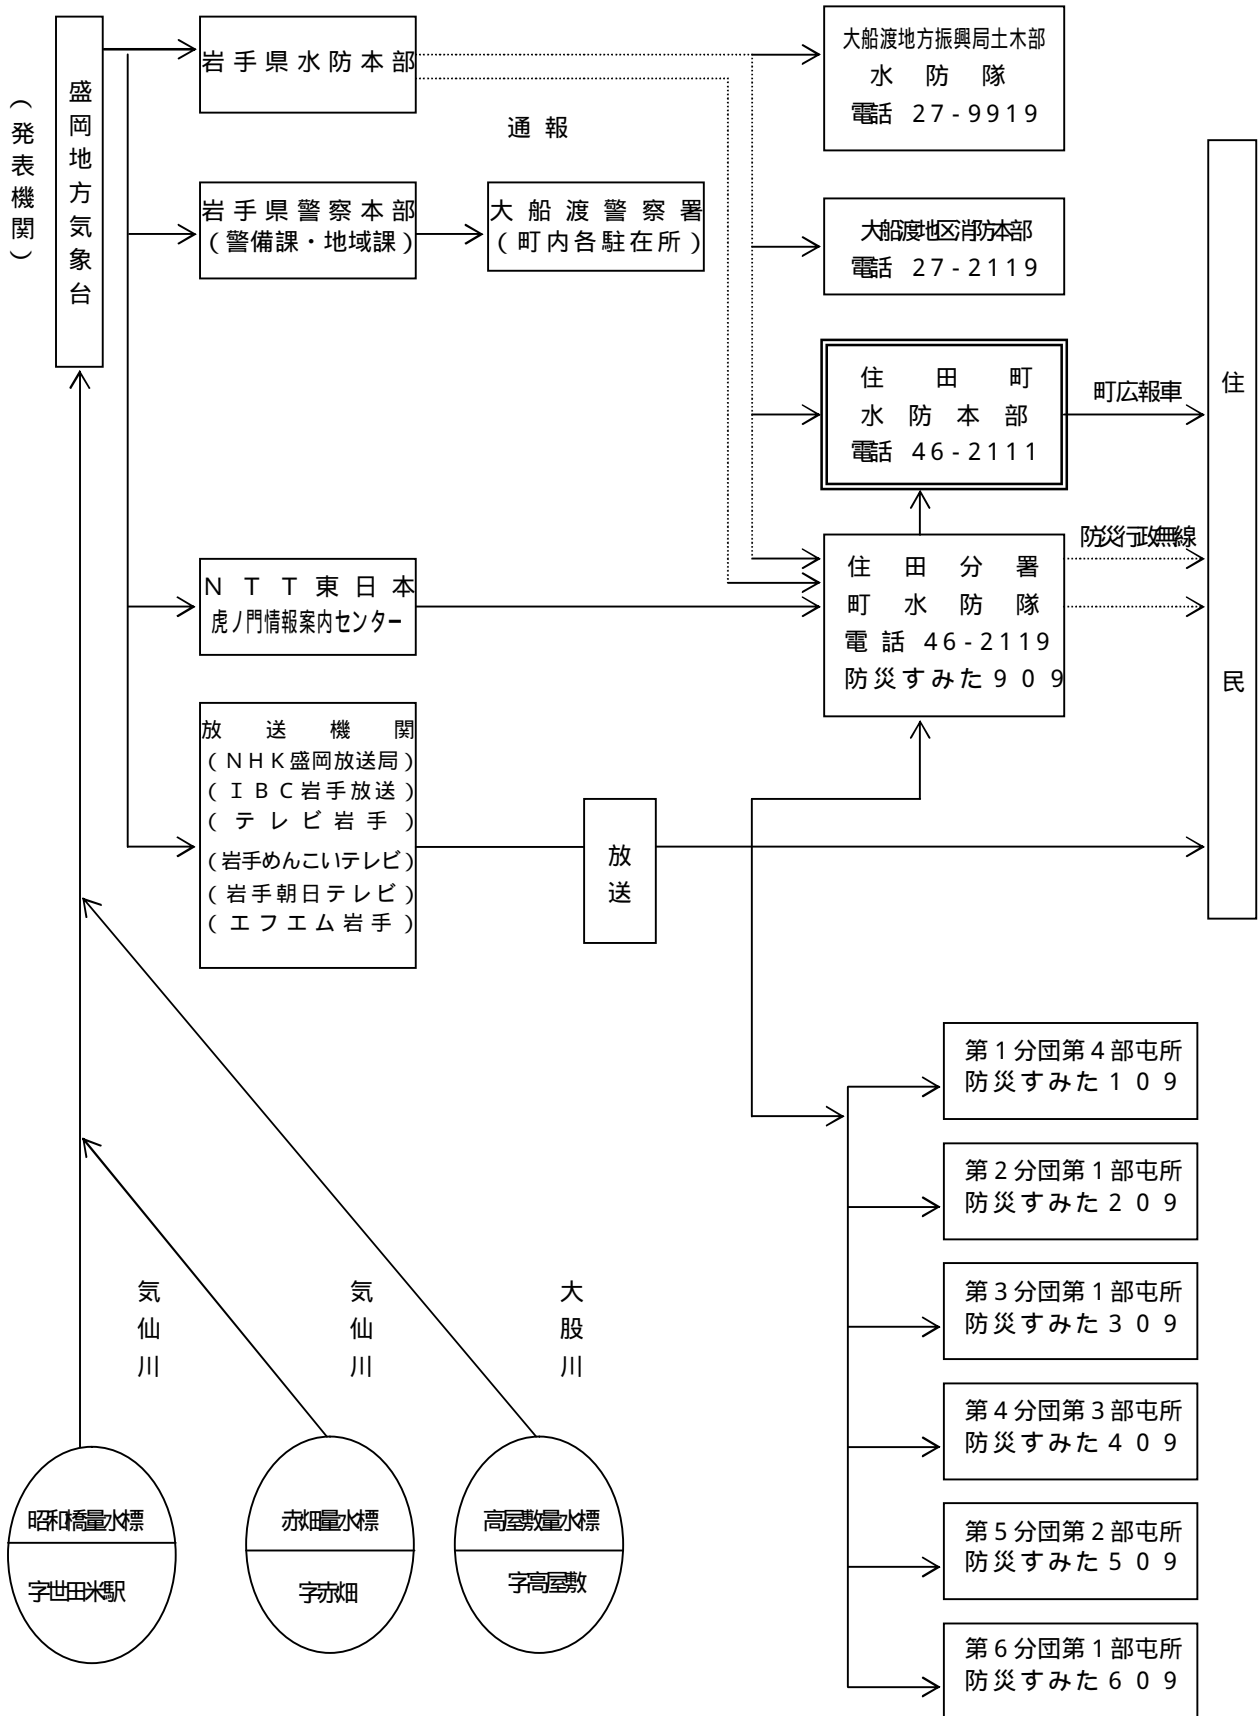 (発表機関)
盛岡地方気象台
岩手県水防本部
通報
岩手県警察本部
(警備課・地域課)
大船渡警察署
(町内各駐在所)
NTT東日本
虎ノ門情報案内センター
放送機関
(NHK盛岡放送局)
(IBC岩手放送)
(テレビ岩手)
(岩手めんこいテレビ)
(岩手朝日テレビ)
(エフエム岩手)
放送
大船渡地方振興局土木部
水防隊
電話 27-9919
大船渡地区消防本部
電話 27-2119
住田町
水防本部
電話 46-2111
町広報車
防災行政無線
住田分署
町水防隊
電話 46-2119
防災すみた909
住民
第1分団第4部屯所
防災すみた109
第2分団第1部屯所
防災すみた209
第3分団第1部屯所
防災すみた309
第4分団第3部屯所
防災すみた409
第5分団第2部屯所
防災すみた509
第6分団第1部屯所
防災すみた609
気仙川
気仙川
大股川
昭和橋量水標
字世田米駅
赤畑量水標
字赤畑
高屋敷量水標
字高屋敷